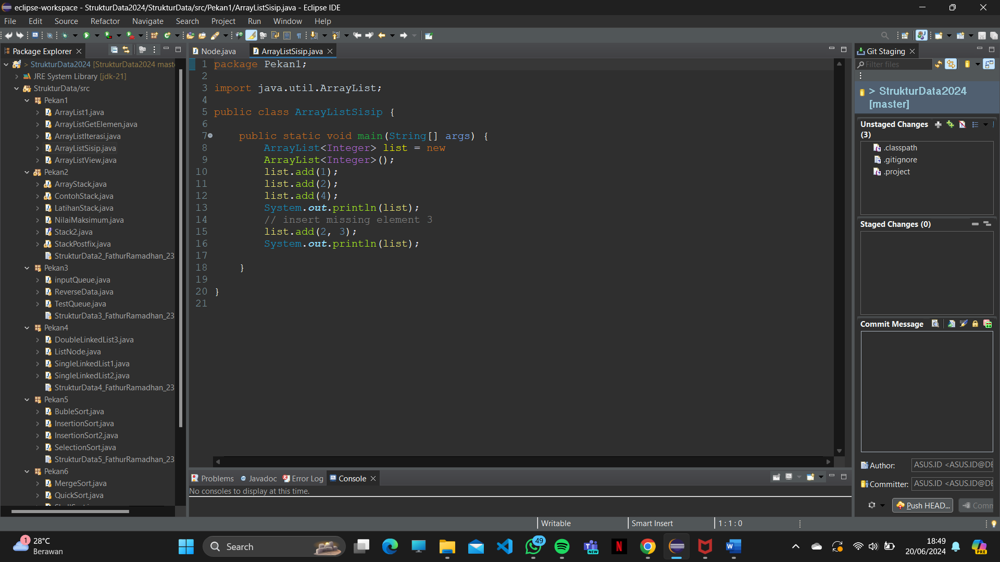 eclipse-workspace - StrukturData2024/StrukturData/src/Pekan1/ArrayListSisip.java - Eclipse IDE
File Edit Source Refactor Navigate Search Project Run Window Help
Package Explorer
> StrukturData2024 [StrukturData2024 mast
JRE System Library [jdk-21]
StrukturData/src
Pekan1
ArrayList1.java
ArrayListGetElemen.java
ArrayListIterasi.java
ArrayListSisip.java
ArrayListView.java
Pekan2
ArrayStack.java
ContohStack.java
LatihanStack.java
NilaiMaksimum.java
Stack2.java
StackPostfix.java
StrukturData2_FathurRamadhan_23
Pekan3
inputQueue.java
ReverseData.java
TestQueue.java
StrukturData3_FathurRamadhan_23
Pekan4
DoubleLinkedList3.java
ListNode.java
SingleLinkedList1.java
SingleLinkedList2.java
StrukturData4_FathurRamadhan_23
Pekan5
BubleSort.java
InsertionSort.java
InsertionSort2.java
SelectionSort.java
StrukturData5_FathurRamadhan_23
Pekan6
MergeSort.java
QuickSort.java
Node.java ArrayListSisip.java
1 package Pekan1;
2
3 import java.util.ArrayList;
4
5 public class ArrayListSisip {
6
7 public static void main(String[] args) {
8 ArrayList<Integer> list = new
9 ArrayList<Integer>();
10 list.add(1);
11 list.add(2);
12 list.add(4);
13 System.out.println(list);
14 // insert missing element 3
15 list.add(2, 3);
16 System.out.println(list);
17
18 }
19
20 }
21
Problems Javadoc Error Log Console
No consoles to display at this time.
Git Staging
Filter files
> StrukturData2024
[master]
Unstaged Changes
(3)
.classpath
.gitignore
.project
Staged Changes (0)
Commit Message
Author: ASUS.ID <ASUS.ID@DE
Committer: ASUS.ID <ASUS.ID@DE
Push HEAD... Comm
Writable Smart Insert 1 : 1 : 0
1
28°C
Berawan
Search
49
NEW
18:49
20/06/2024
PRE